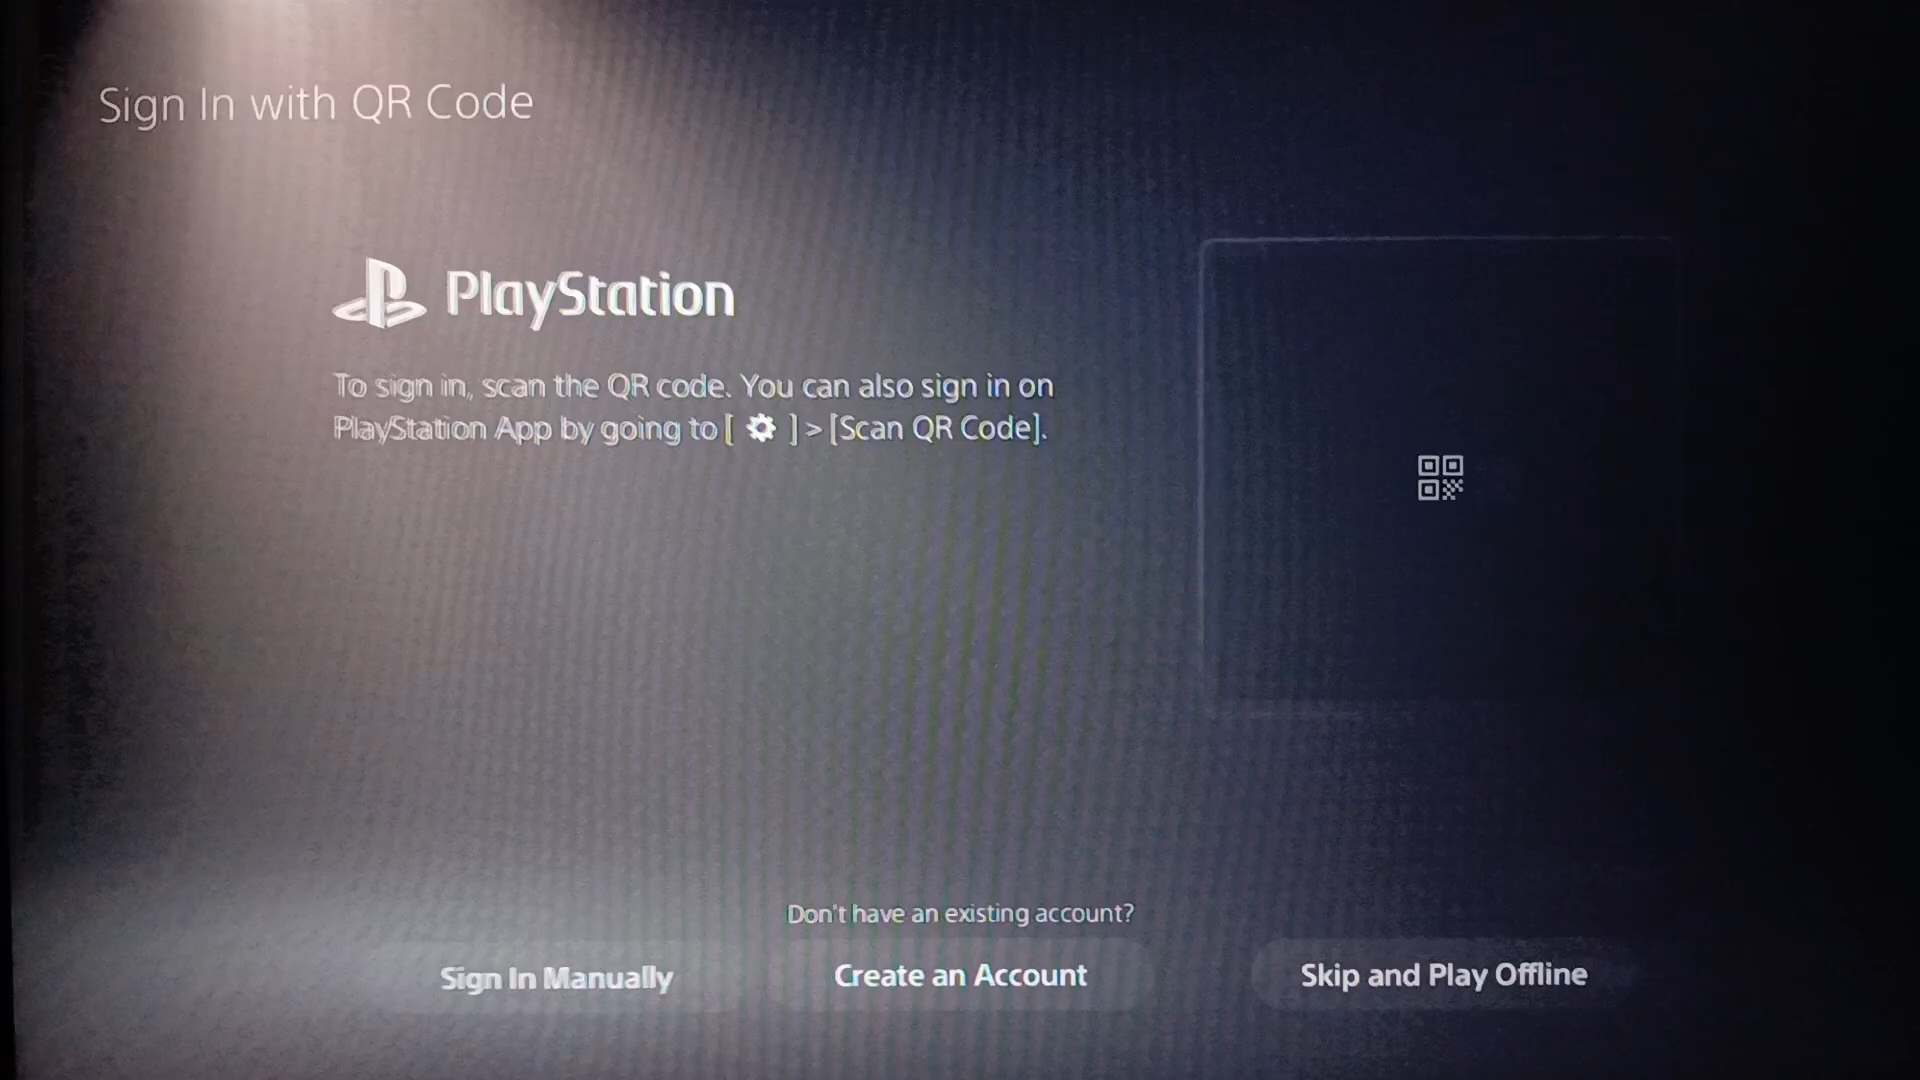 Sign In with QR Code
PlayStation
To sign in, scan the QR code. You can also sign in on
PlayStation App by going to [ ⚙ ] > [Scan QR Code].
Don't have an existing account?
Sign In Manually
Create an Account
Skip and Play Offline